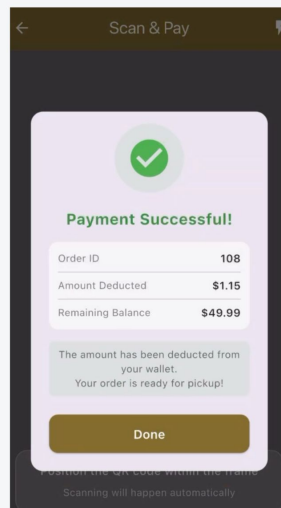 Scan & Pay
Payment Successful!
Order ID 108
Amount Deducted $1.15
Remaining Balance $49.99
The amount has been deducted from
your wallet.
Your order is ready for pickup!
Done
Position the QR code within the frame
Scanning will happen automatically